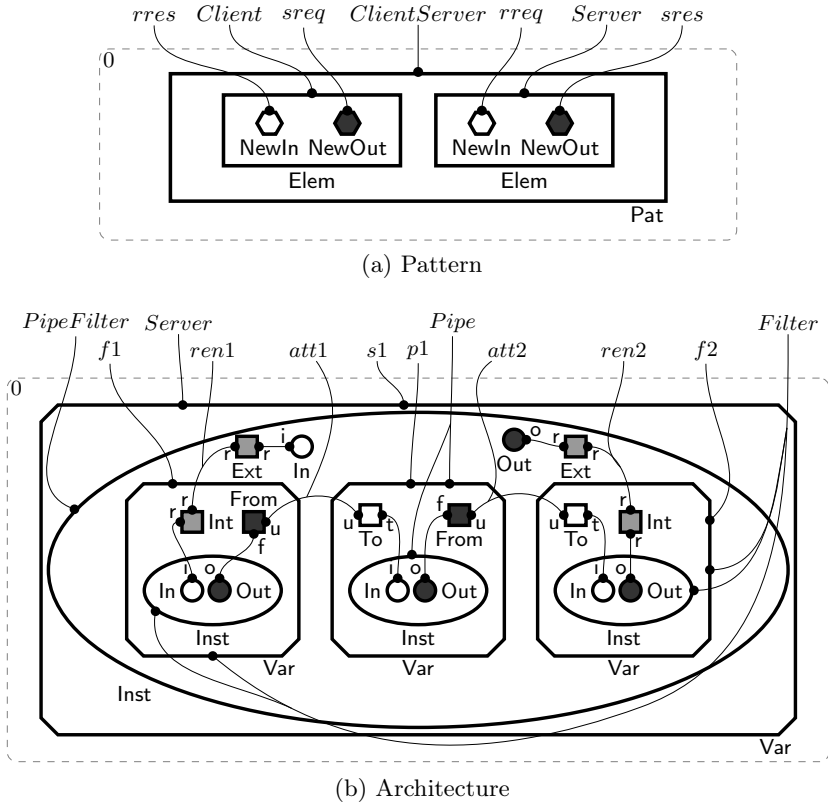 rres Client sreq ClientServer rreq Server sres
0
NewIn NewOut NewIn NewOut
Elem Elem
Pat
(a) Pattern
PipeFilter Server Pipe Filter
f1 ren1 att1 s1 p1 att2 ren2 f2
0
r r i o r r
Ext In Out Ext
r From r
r Int u u To t f u u To t Int
f From r
i o i o i o
In Out In Out In Out
Inst Inst Inst
Var Var Var
Inst
Var
(b) Architecture